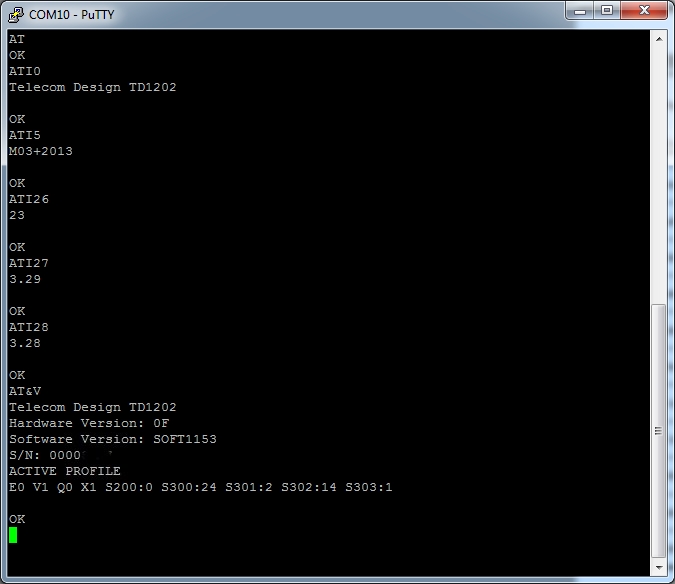 COM10 - PuTTY
AT
OK
ATI0
Telecom Design TD1202
OK
ATI5
M03+2013
OK
ATI26
23
OK
ATI27
3.29
OK
ATI28
3.28
OK
AT&V
Telecom Design TD1202
Hardware Version: 0F
Software Version: SOFT1153
S/N: 0000
ACTIVE PROFILE
E0 V1 Q0 X1 S200:0 S300:24 S301:2 S302:14 S303:1
OK